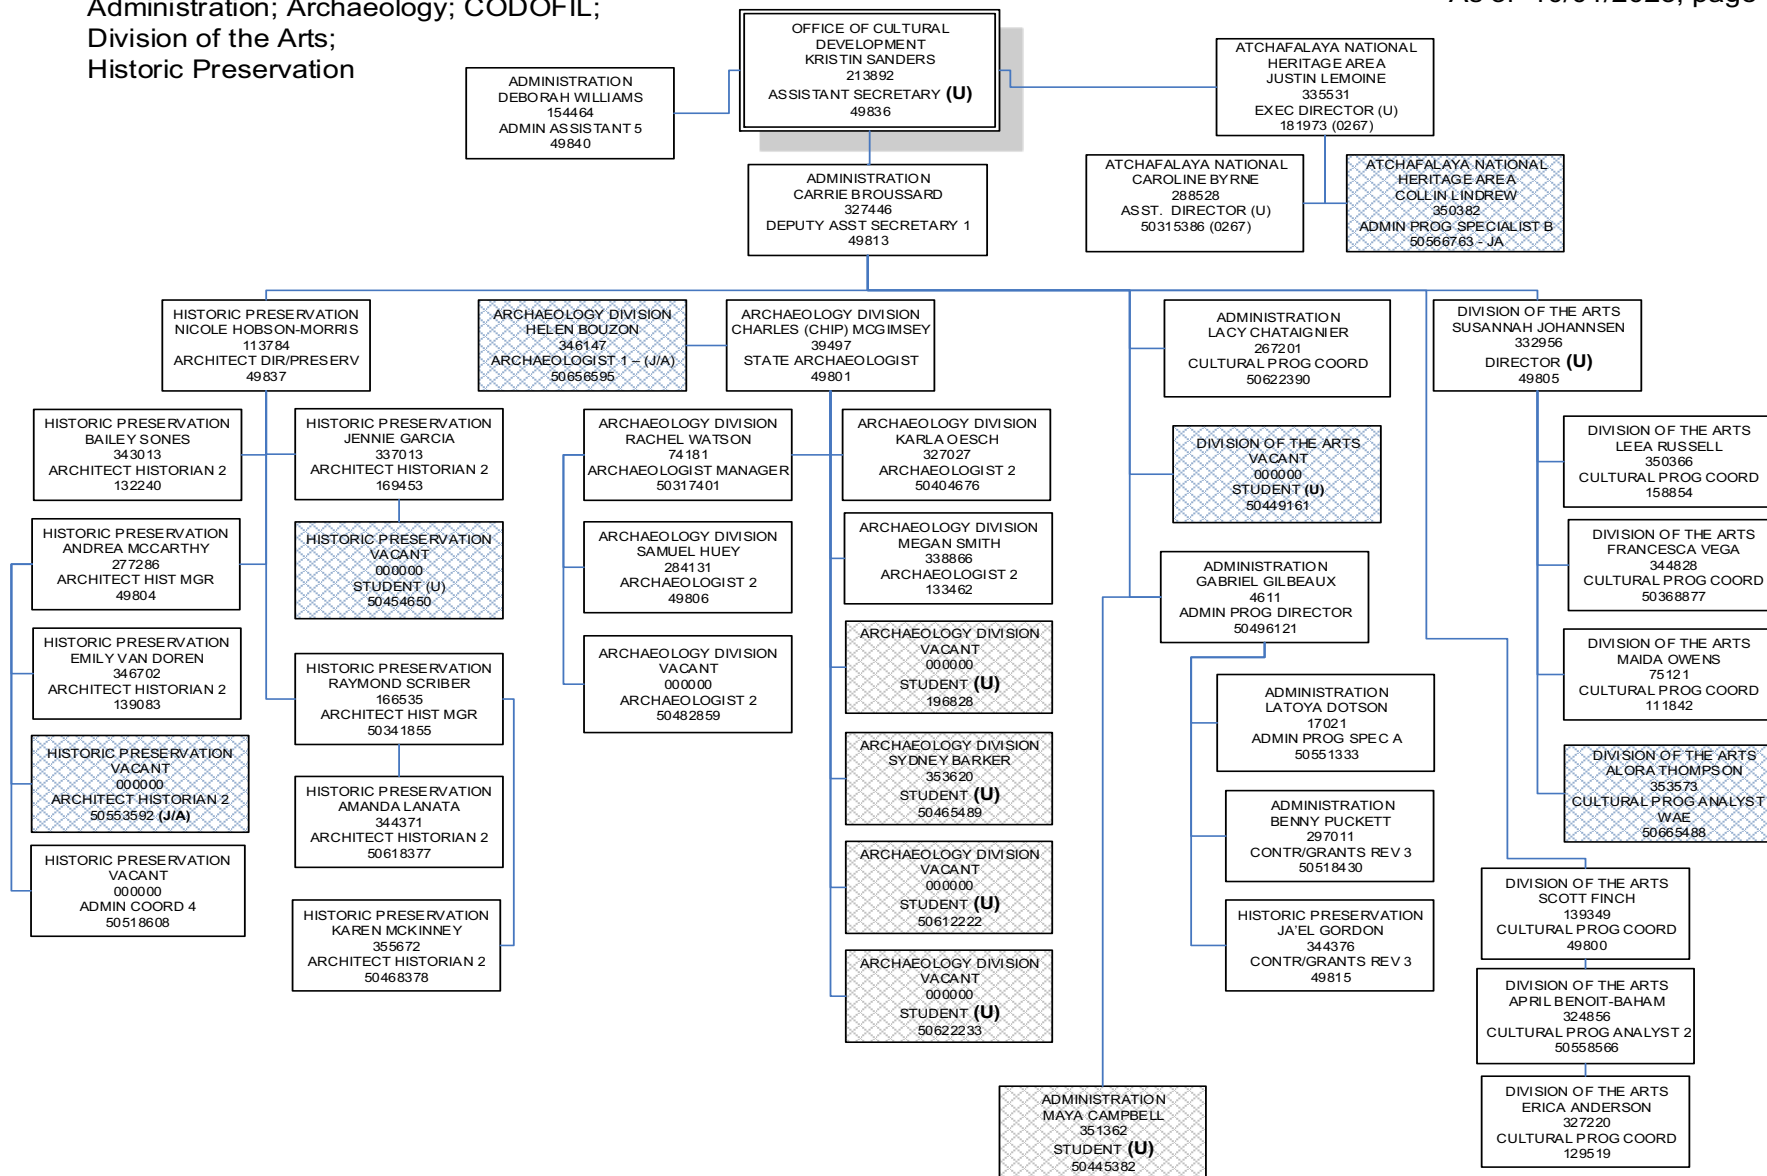 Administration; Archaeology; CODOFIL;
Division of the Arts;
Historic Preservation
OFFICE OF CULTURAL
DEVELOPMENT
KRISTIN SANDERS
213892
ASSISTANT SECRETARY (U)
49836
ADMINISTRATION
DEBORAH WILLIAMS
154464
ADMIN ASSISTANT 5
49840
ATCHAFALAYA NATIONAL
HERITAGE AREA
JUSTIN LEMOINE
335531
EXEC DIRECTOR (U)
181973 (0267)
ADMINISTRATION
CARRIE BROUSSARD
327446
DEPUTY ASST SECRETARY 1
49813
ATCHAFALAYA NATIONAL
CAROLINE BYRNE
288528
ASST. DIRECTOR (U)
50315386 (0267)
ATCHAFALAYA NATIONAL
HERITAGE AREA
COLLIN LINDREW
350382
ADMIN PROG SPECIALIST B
50566763 - JA
HISTORIC PRESERVATION
NICOLE HOBSON-MORRIS
113784
ARCHITECT DIR/PRESERV
49837
ARCHAEOLOGY DIVISION
HELEN BOUZON
346147
ARCHAEOLOGIST 1 – (J/A)
50656595
ARCHAEOLOGY DIVISION
CHARLES (CHIP) MCGIMSEY
39497
STATE ARCHAEOLOGIST
49801
ADMINISTRATION
LACY CHATAIGNIER
267201
CULTURAL PROG COORD
50622390
DIVISION OF THE ARTS
SUSANNAH JOHANNSEN
332956
DIRECTOR (U)
49805
HISTORIC PRESERVATION
BAILEY SONES
343013
ARCHITECT HISTORIAN 2
132240
HISTORIC PRESERVATION
JENNIE GARCIA
337013
ARCHITECT HISTORIAN 2
169453
ARCHAEOLOGY DIVISION
RACHEL WATSON
74181
ARCHAEOLOGIST MANAGER
50317401
ARCHAEOLOGY DIVISION
KARLA OESCH
327027
ARCHAEOLOGIST 2
50404676
DIVISION OF THE ARTS
VACANT
000000
STUDENT (U)
50449161
DIVISION OF THE ARTS
LEEA RUSSELL
350366
CULTURAL PROG COORD
158854
HISTORIC PRESERVATION
ANDREA MCCARTHY
277286
ARCHITECT HIST MGR
49804
HISTORIC PRESERVATION
VACANT
000000
STUDENT (U)
50454650
ARCHAEOLOGY DIVISION
SAMUEL HUEY
284131
ARCHAEOLOGIST 2
49806
ARCHAEOLOGY DIVISION
MEGAN SMITH
338866
ARCHAEOLOGIST 2
133462
ADMINISTRATION
GABRIEL GILBEAUX
4611
ADMIN PROG DIRECTOR
50496121
DIVISION OF THE ARTS
FRANCESCA VEGA
344828
CULTURAL PROG COORD
50368877
HISTORIC PRESERVATION
EMILY VAN DOREN
346702
ARCHITECT HISTORIAN 2
139083
HISTORIC PRESERVATION
RAYMOND SCRIBER
166535
ARCHITECT HIST MGR
50341855
ARCHAEOLOGY DIVISION
VACANT
000000
ARCHAEOLOGIST 2
50482859
ARCHAEOLOGY DIVISION
VACANT
000000
STUDENT (U)
196828
ADMINISTRATION
LATOYA DOTSON
17021
ADMIN PROG SPEC A
50551333
DIVISION OF THE ARTS
MAIDA OWENS
75121
CULTURAL PROG COORD
111842
HISTORIC PRESERVATION
VACANT
000000
ARCHITECT HISTORIAN 2
50553592 (J/A)
HISTORIC PRESERVATION
AMANDA LANATA
344371
ARCHITECT HISTORIAN 2
50618377
ARCHAEOLOGY DIVISION
SYDNEY BARKER
353620
STUDENT (U)
50465489
ADMINISTRATION
BENNY PUCKETT
297011
CONTR/GRANTS REV 3
50518430
DIVISION OF THE ARTS
ALORA THOMPSON
353573
CULTURAL PROG ANALYST
WAE
50665488
HISTORIC PRESERVATION
VACANT
000000
ADMIN COORD 4
50518608
HISTORIC PRESERVATION
KAREN MCKINNEY
355672
ARCHITECT HISTORIAN 2
50468378
ARCHAEOLOGY DIVISION
VACANT
000000
STUDENT (U)
50612222
HISTORIC PRESERVATION
JA'EL GORDON
344376
CONTR/GRANTS REV 3
49815
DIVISION OF THE ARTS
SCOTT FINCH
139349
CULTURAL PROG COORD
49800
ARCHAEOLOGY DIVISION
VACANT
000000
STUDENT (U)
50622233
DIVISION OF THE ARTS
APRIL BENOIT-BAHAM
324856
CULTURAL PROG ANALYST 2
50558566
ADMINISTRATION
MAYA CAMPBELL
351362
STUDENT (U)
50445382
DIVISION OF THE ARTS
ERICA ANDERSON
327220
CULTURAL PROG COORD
129519